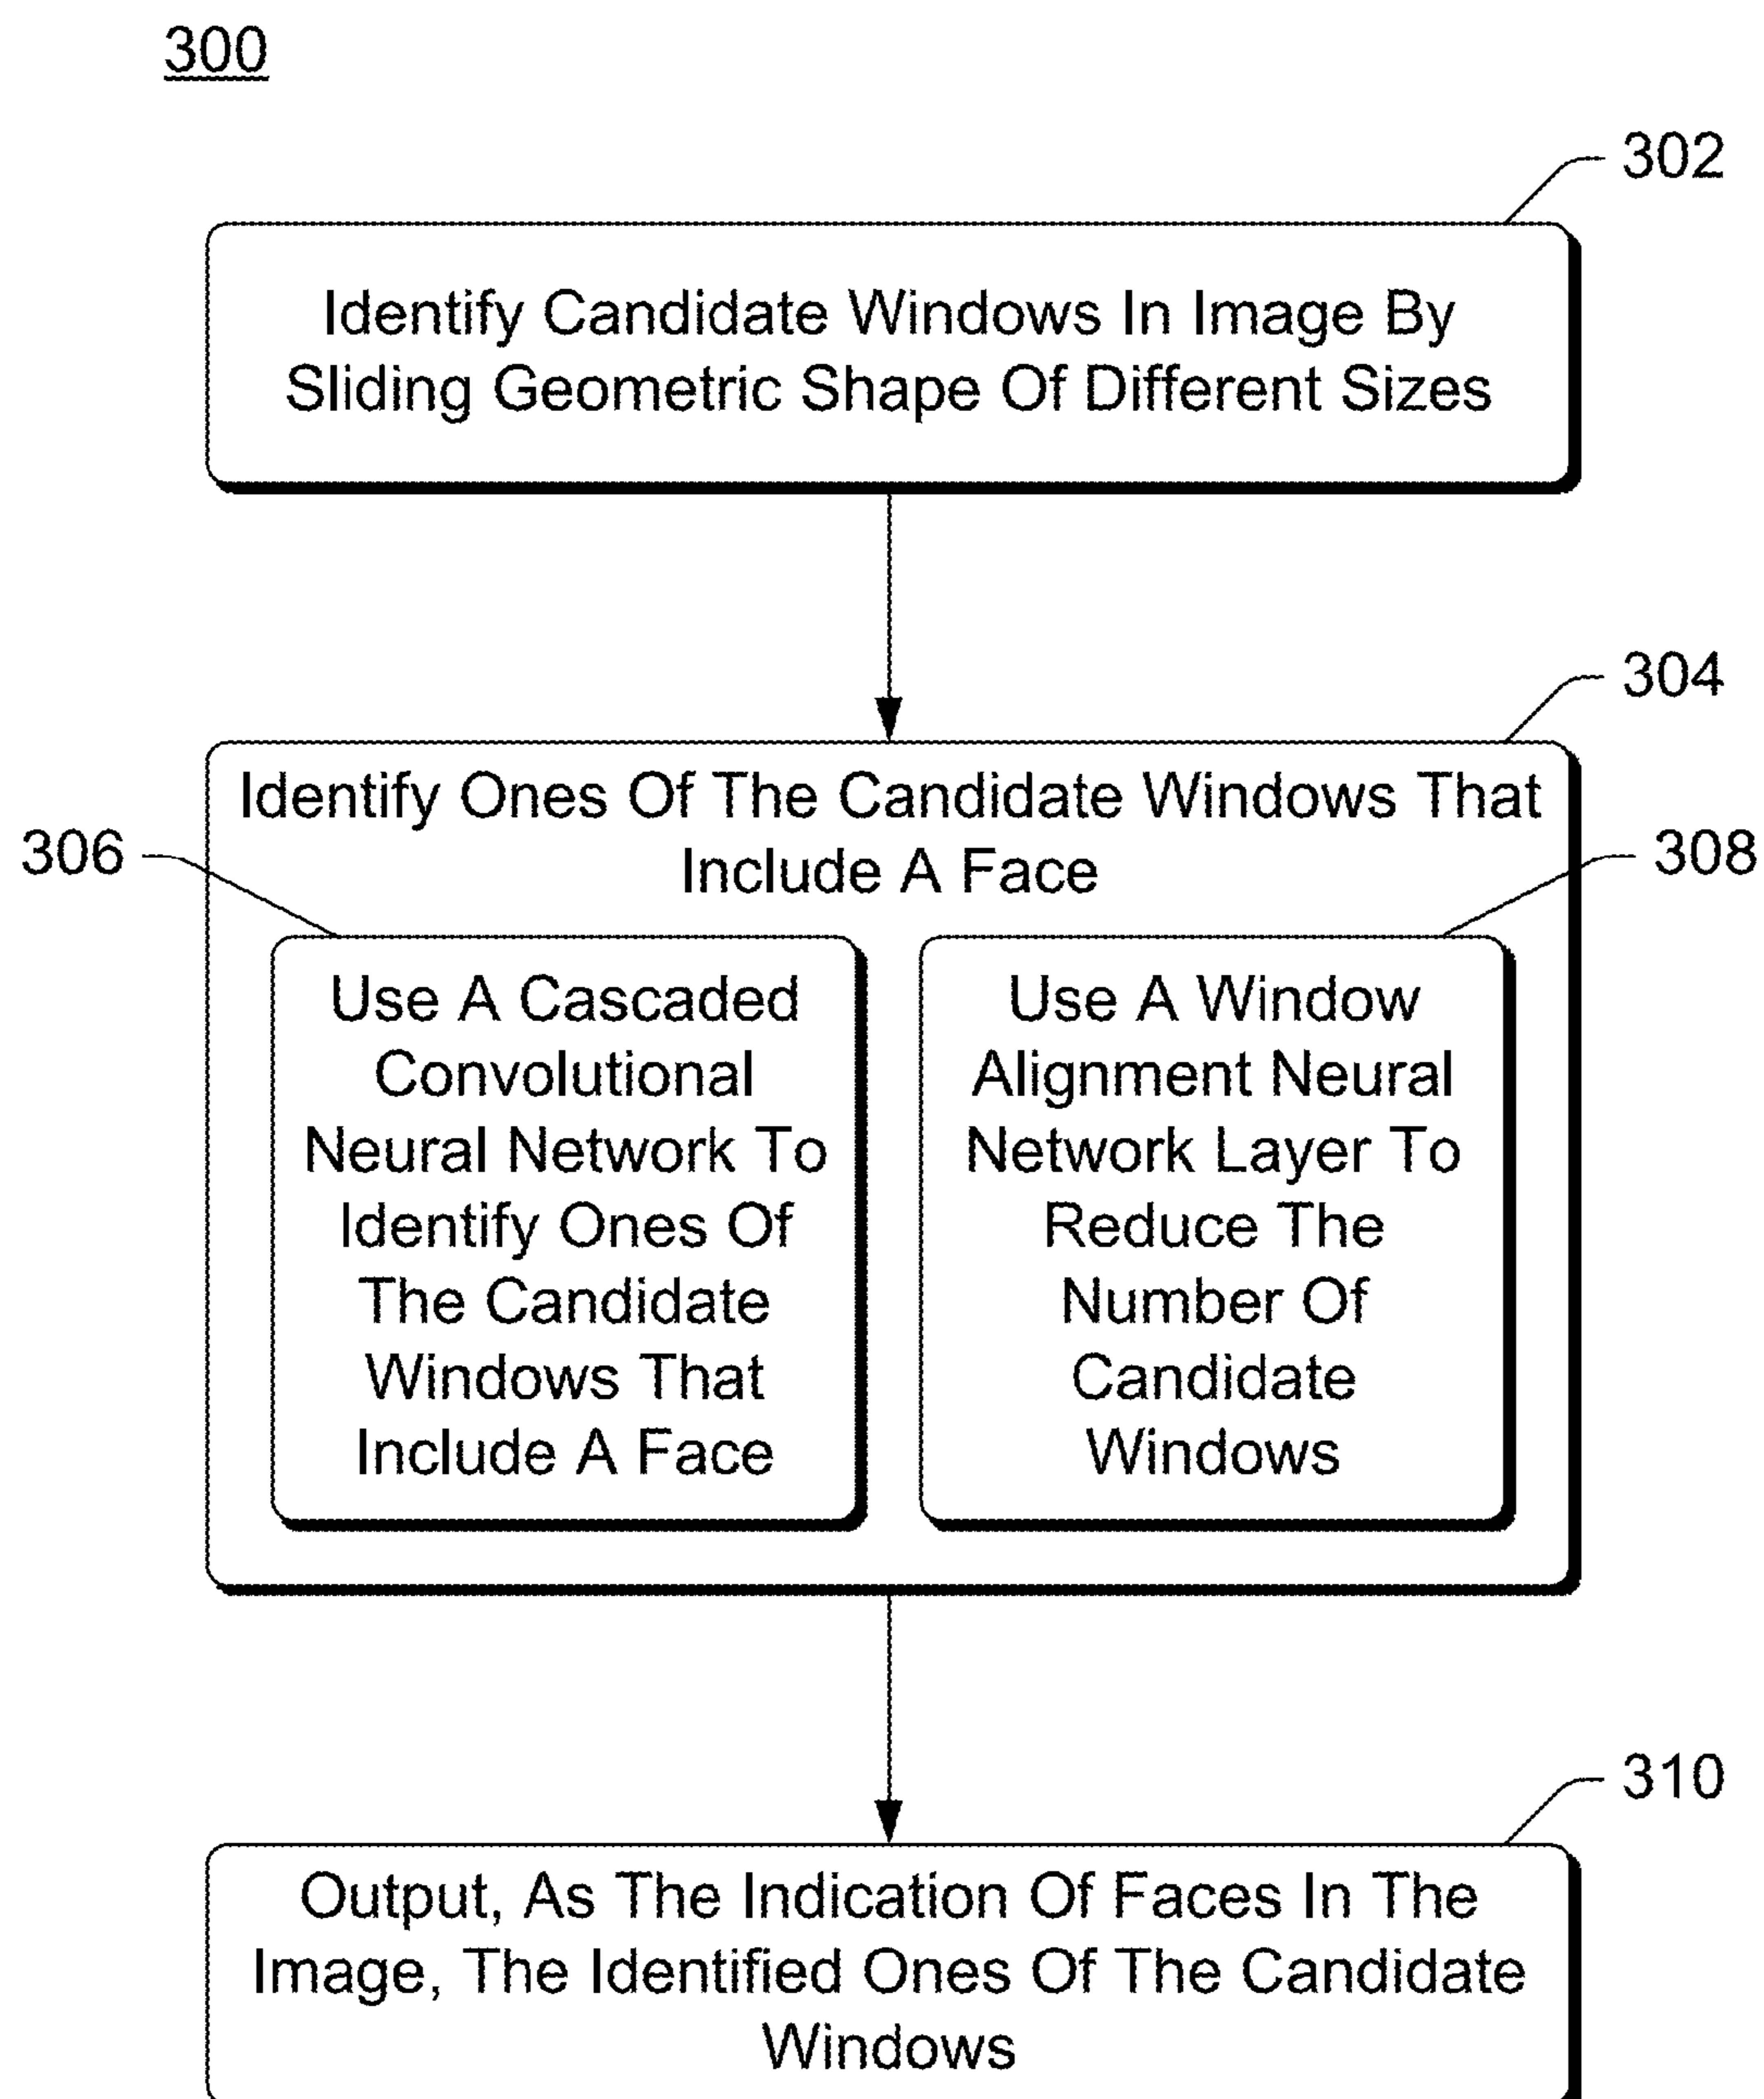 300
302
Identify Candidate Windows In Image By
Sliding Geometric Shape Of Different Sizes
304
Identify Ones Of The Candidate Windows That
Include A Face
306
308
Use A Cascaded
Convolutional
Neural Network To
Identify Ones Of
The Candidate
Windows That
Include A Face
Use A Window
Alignment Neural
Network Layer To
Reduce The
Number Of
Candidate
Windows
310
Output, As The Indication Of Faces In The
Image, The Identified Ones Of The Candidate
Windows